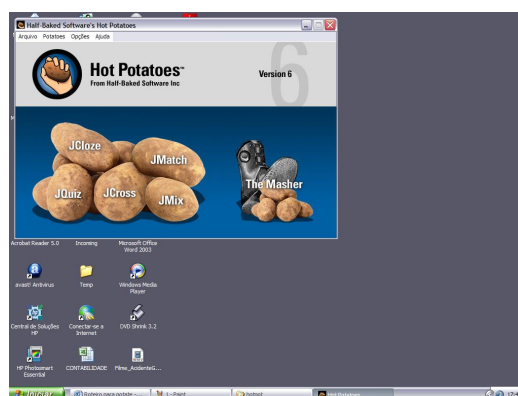 Half-Baked Software's Hot Potatoes
Arquivo Potatoes Opções Ajuda
6
Hot Potatoes™
From Half-Baked Software Inc
Version 6
JCloze
JMatch
JQuiz
JCross
JMix
The Masher
Acrobat Reader 5.0
Incoming
Microsoft Office
Word 2003
avast! Antivirus
Temp
Windows Media
Player
Central de Soluções
HP
Conectar-se a
Internet
DVD Shrink 3.2
HP Photosmart
Essential
CONTABILIDADE
Filme_AcidenteG...
Iniciar
Roteiro para potate -...
1 - Paint
hotpot
Hot Potatoes